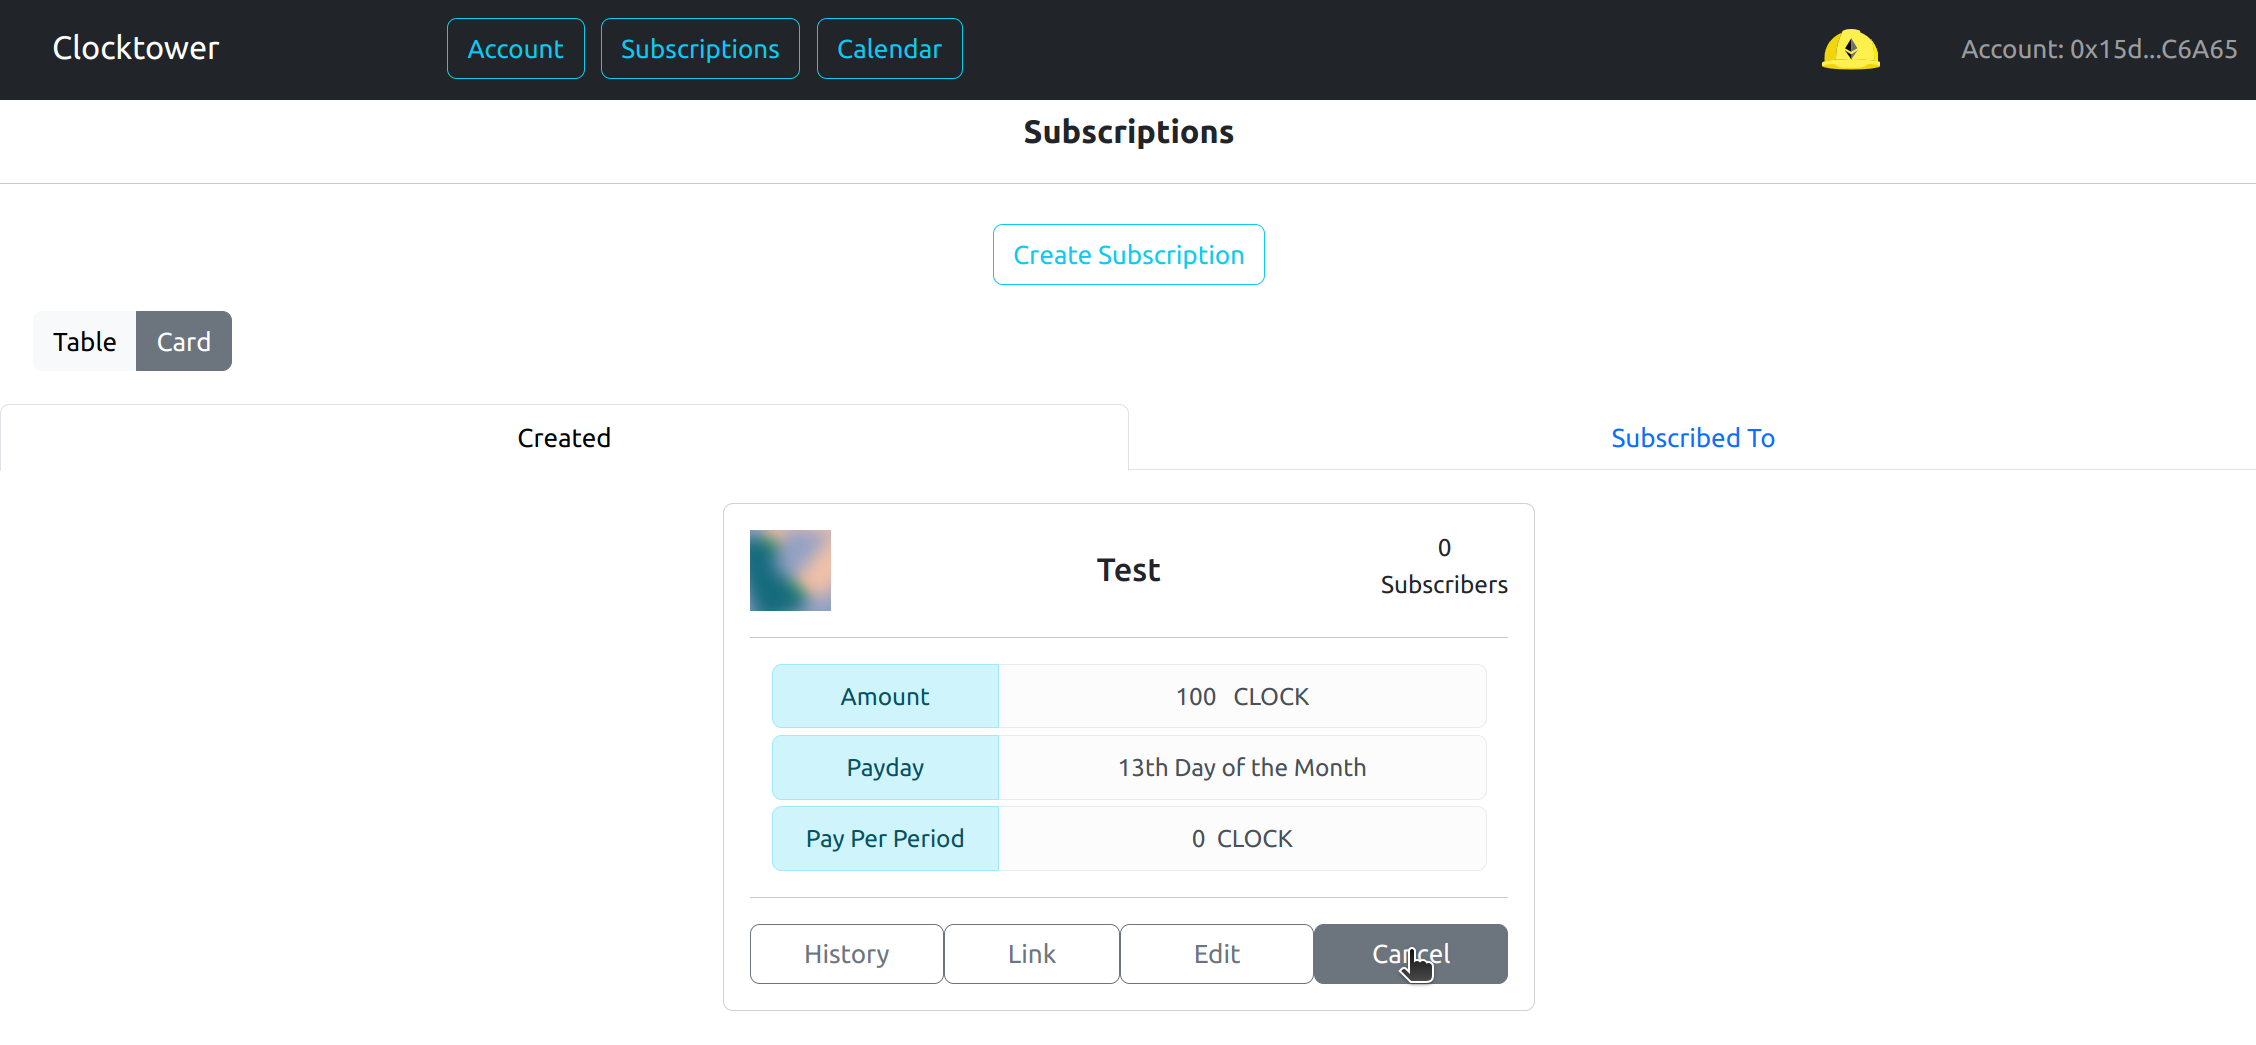 Clocktower
Account
Subscriptions
Calendar
Account: 0x15d...C6A65
Subscriptions
Create Subscription
Table
Card
Created
Subscribed To
Test
0
Subscribers
Amount
100 CLOCK
Payday
13th Day of the Month
Pay Per Period
0 CLOCK
History
Link
Edit
Cancel